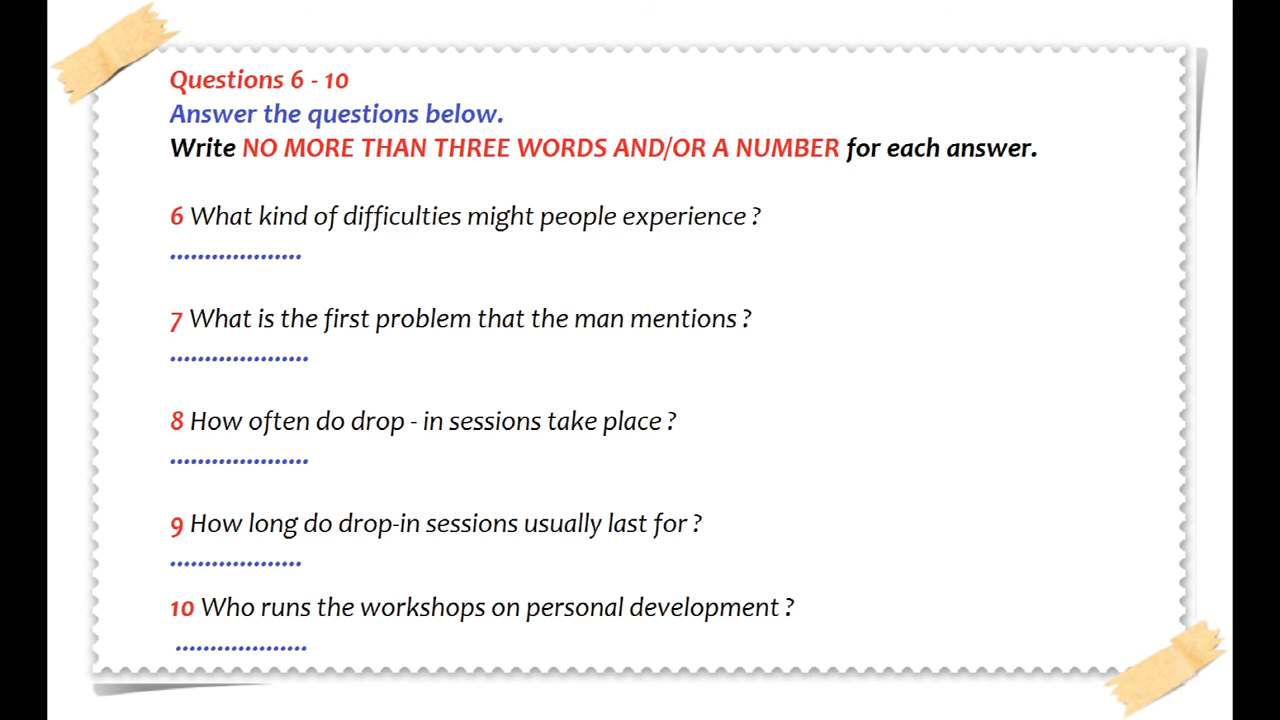 Questions 6 - 10
Answer the questions below.
Write NO MORE THAN THREE WORDS AND/OR A NUMBER for each answer.
6 What kind of difficulties might people experience ?
...................
7 What is the first problem that the man mentions ?
....................
8 How often do drop - in sessions take place ?
....................
9 How long do drop-in sessions usually last for ?
...................
10 Who runs the workshops on personal development ?
...................